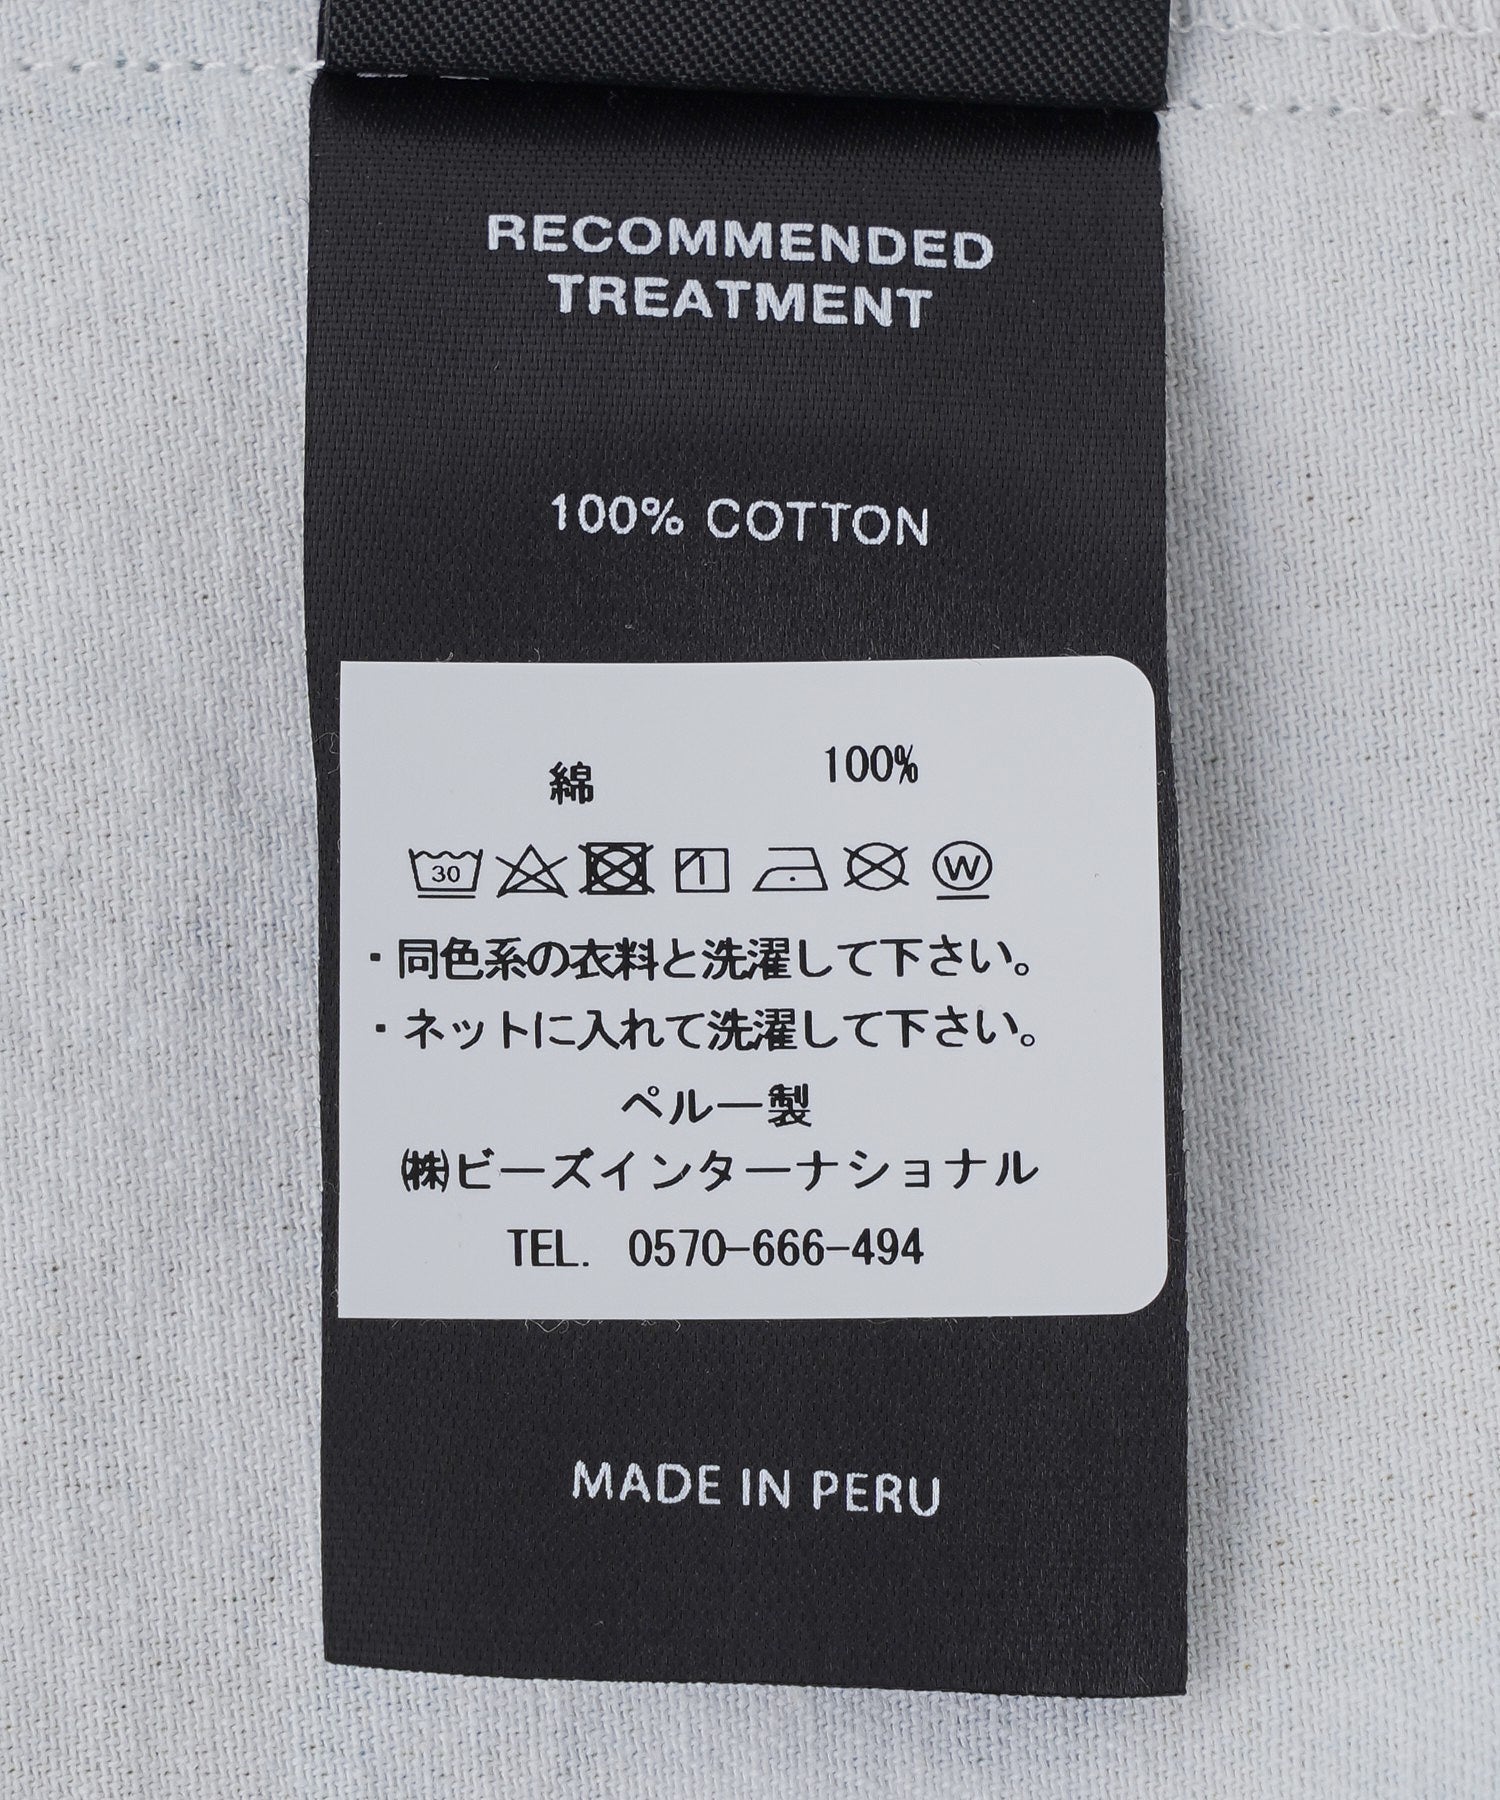 RECOMMENDED
TREATMENT
100% COTTON
綿 100%
30 1 W
・同色系の衣料と洗濯して下さい。
・ネットに入れて洗濯して下さい。
ペルー製
㈱ビーズインターナショナル
TEL. 0570-666-494
MADE IN PERU